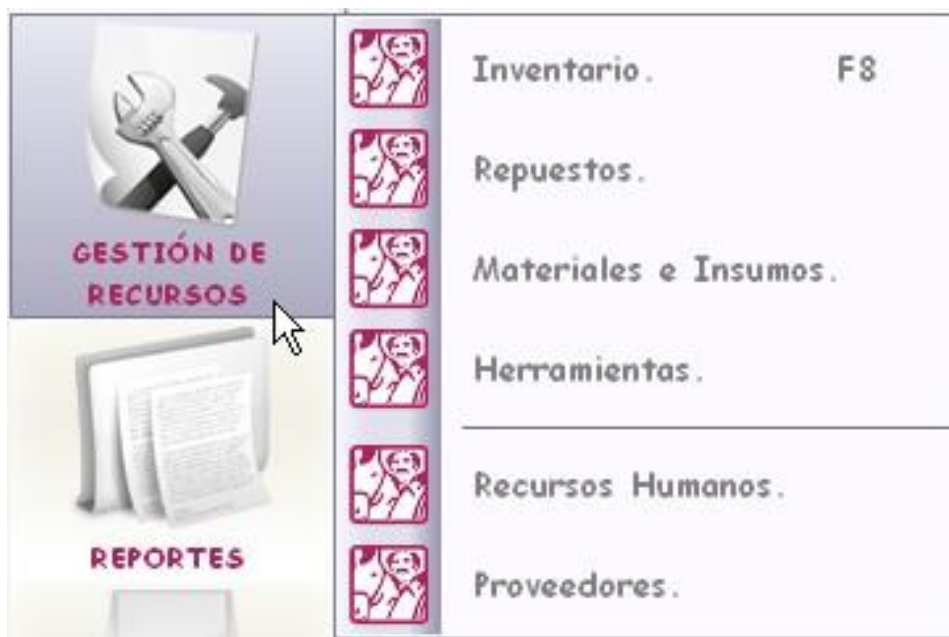 GESTIÓN DE
RECURSOS
REPORTES
Inventario. F8
Repuestos.
Materiales e Insumos.
Herramientas.
Recursos Humanos.
Proveedores.